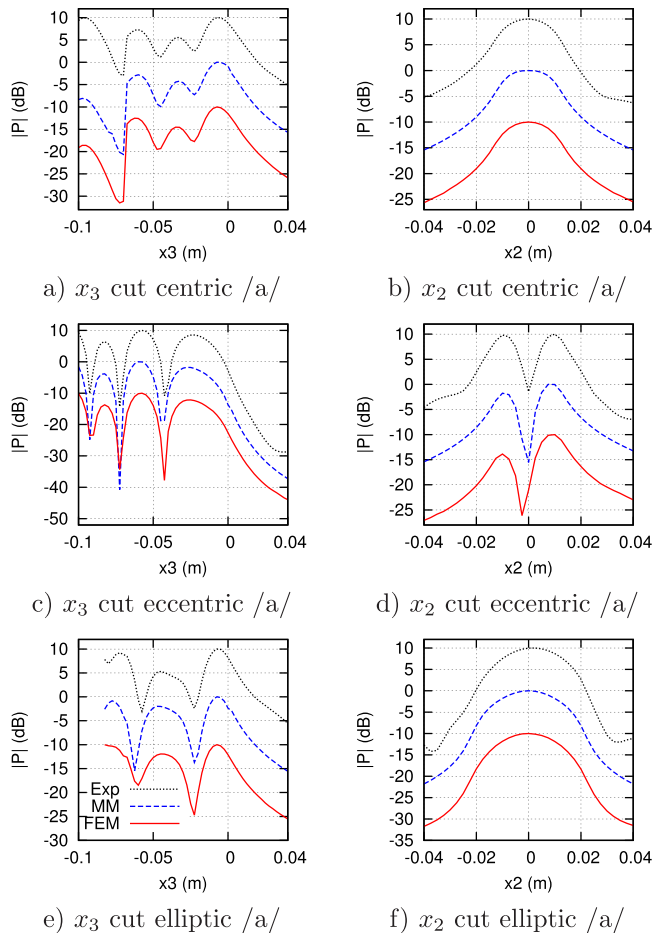 10
5
0
-5
-10
-15
-20
-25
-30
|P| (dB)
-0.1 -0.05 0 0.04
x3 (m)
a) x₃ cut centric /a/
10
5
0
-5
-10
-15
-20
-25
|P| (dB)
-0.04 -0.02 0 0.02 0.04
x2 (m)
b) x₂ cut centric /a/
10
0
-10
-20
-30
-40
-50
|P| (dB)
-0.1 -0.05 0 0.04
x3 (m)
c) x₃ cut eccentric /a/
10
5
0
-5
-10
-15
-20
-25
|P| (dB)
-0.04 -0.02 0 0.02 0.04
x2 (m)
d) x₂ cut eccentric /a/
10
5
0
-5
-10
-15
-20
-25
-30
|P| (dB)
Exp
MM
FEM
-0.1 -0.05 0 0.04
x3 (m)
e) x₃ cut elliptic /a/
10
5
0
-5
-10
-15
-20
-25
-30
-35
|P| (dB)
-0.04 -0.02 0 0.02 0.04
x2 (m)
f) x₂ cut elliptic /a/